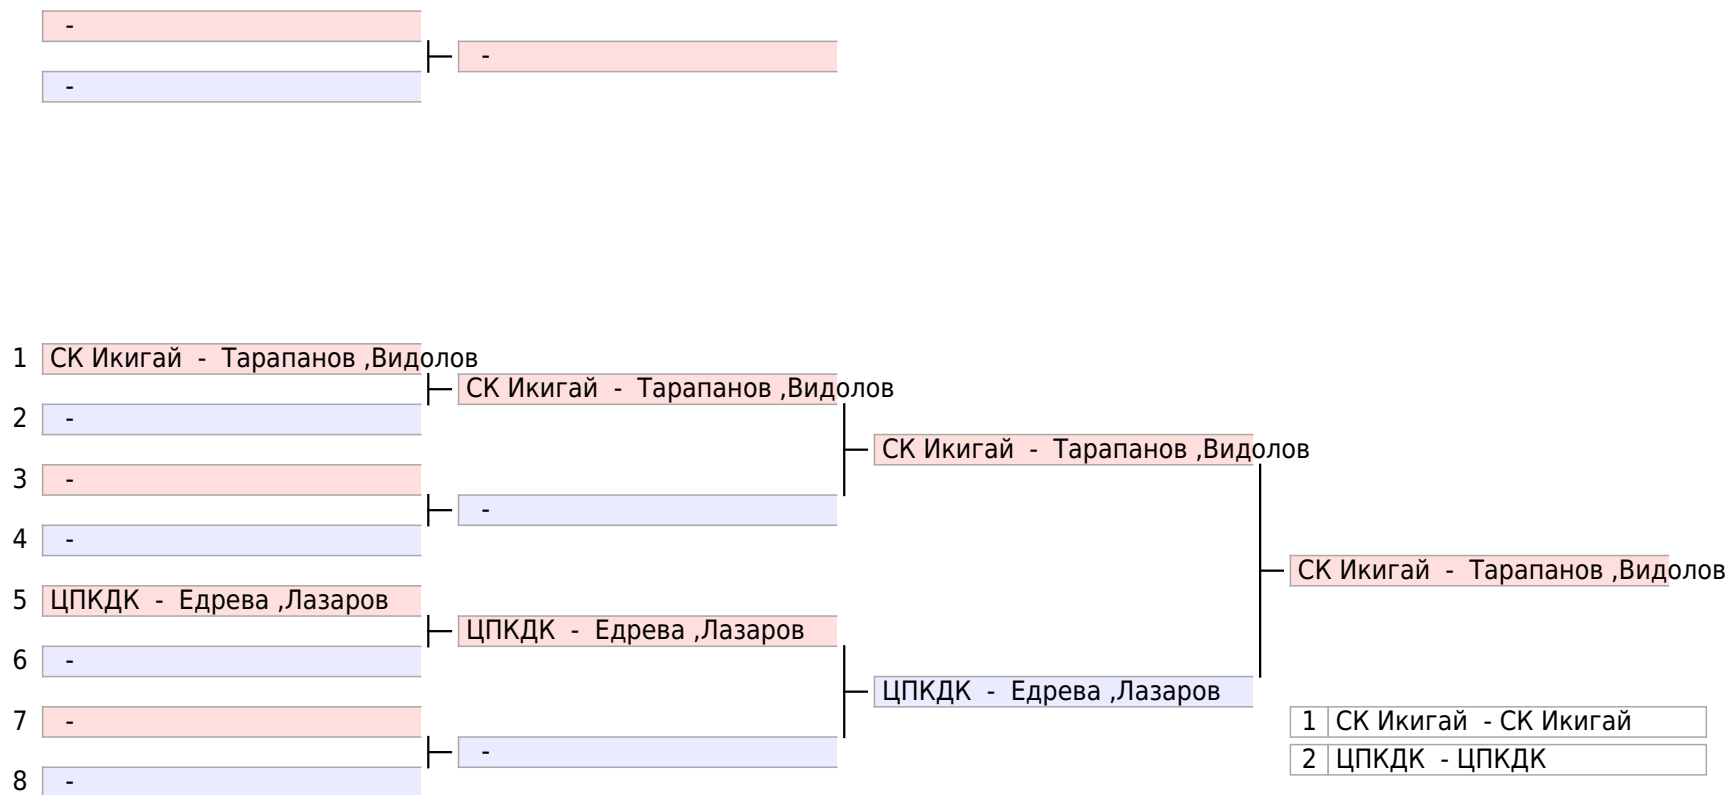 -
-
-
1 СК Икигай - Тарапанов ,Видолов
СК Икигай - Тарапанов ,Видолов
2 -
СК Икигай - Тарапанов ,Видолов
3 -
-
4 -
СК Икигай - Тарапанов ,Видолов
5 ЦПКДК - Едрева ,Лазаров
ЦПКДК - Едрева ,Лазаров
6 -
ЦПКДК - Едрева ,Лазаров
7 -
1 СК Икигай - СК Икигай
-
2 ЦПКДК - ЦПКДК
8 -